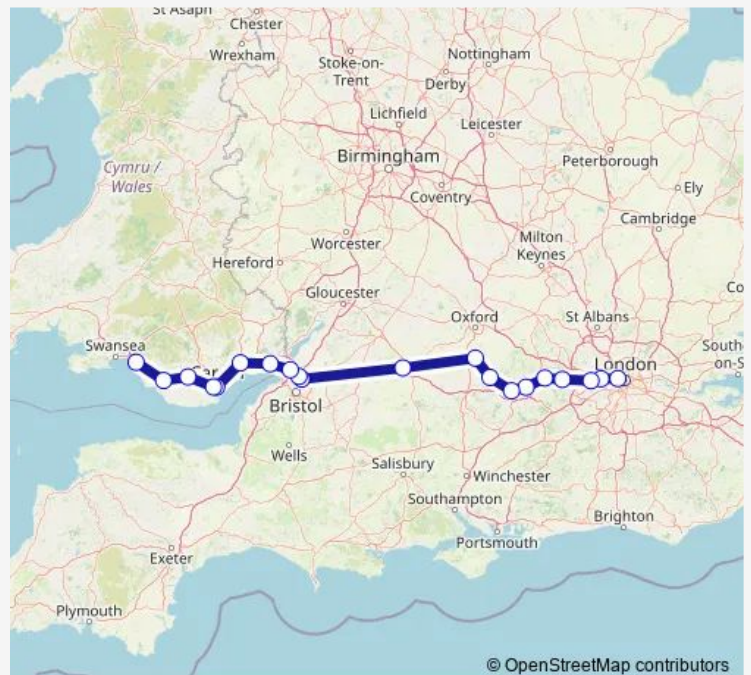 St Asaph
Chester
Wrexham
Stoke-on-
Trent
Nottingham
Derby
Lichfield
Leicester
Birmingham
Peterborough
Cymru /
Wales
Coventry
Ely
Cambridge
Worcester
Milton
Keynes
Hereford
Gloucester
Oxford
St Albans
Swansea
London
Bristol
Wells
Salisbury
Winchester
Southampton
Portsmouth
Brighton
Exeter
Plymouth
© OpenStreetMap contributors